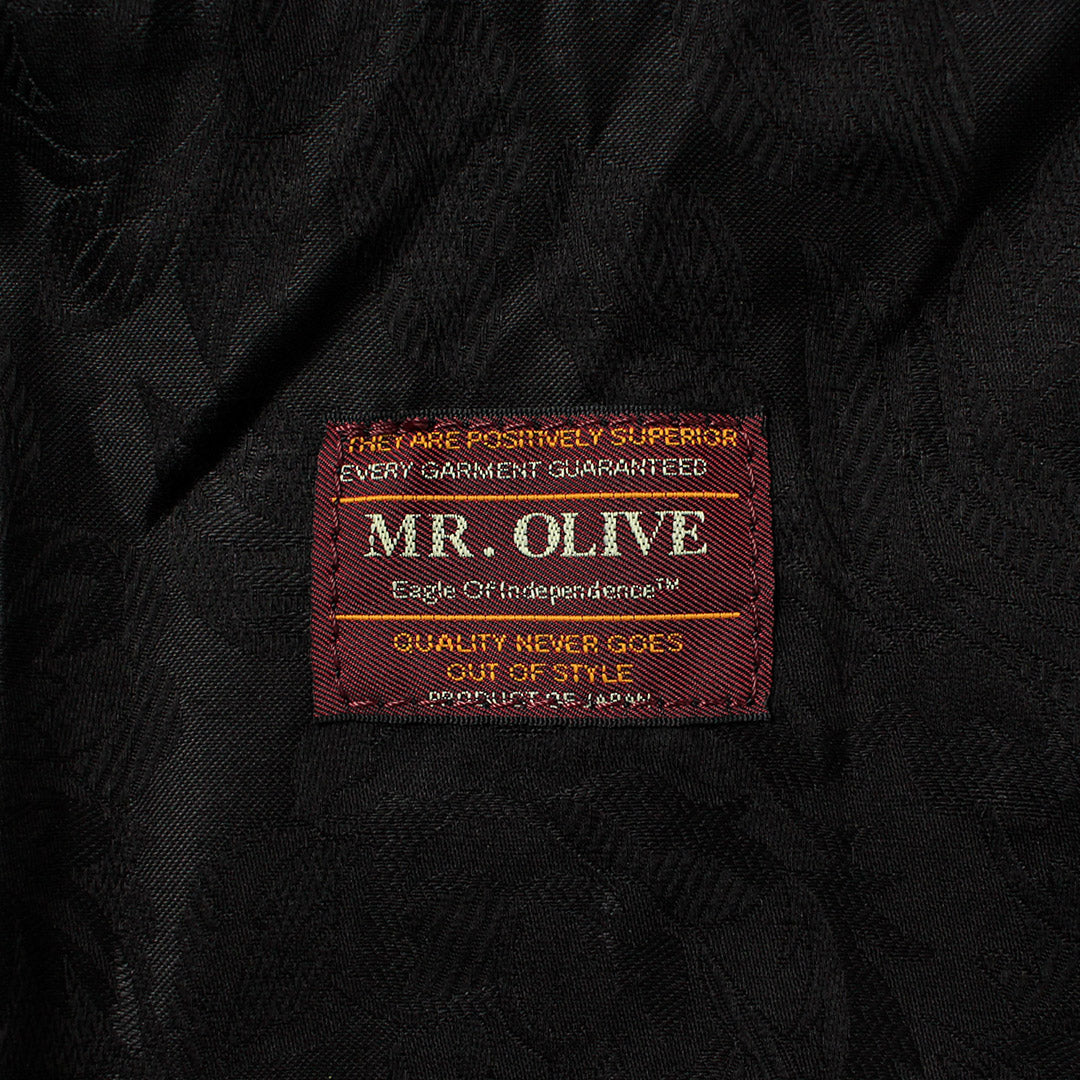 THEY ARE POSITIVELY SUPERIOR
EVERY GARMENT GUARANTEED
MR. OLIVE
Eagle Of Independence™
QUALITY NEVER GOES
OUT OF STYLE
PRODUCT OF JAPAN